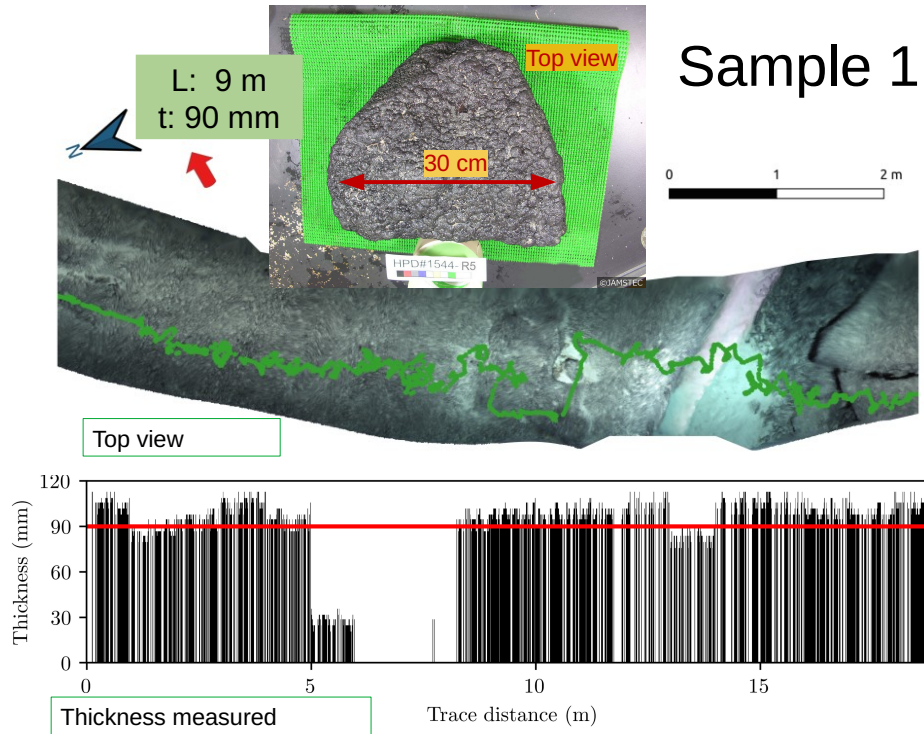 Sample 1
L: 9 m
t: 90 mm
N
Top view
30 cm
HPD#1544-R5
©JAMSTEC
0 1 2 m
Top view
Thickness (mm)
120
90
60
30
0
0 5 10 15
Trace distance (m)
Thickness measured